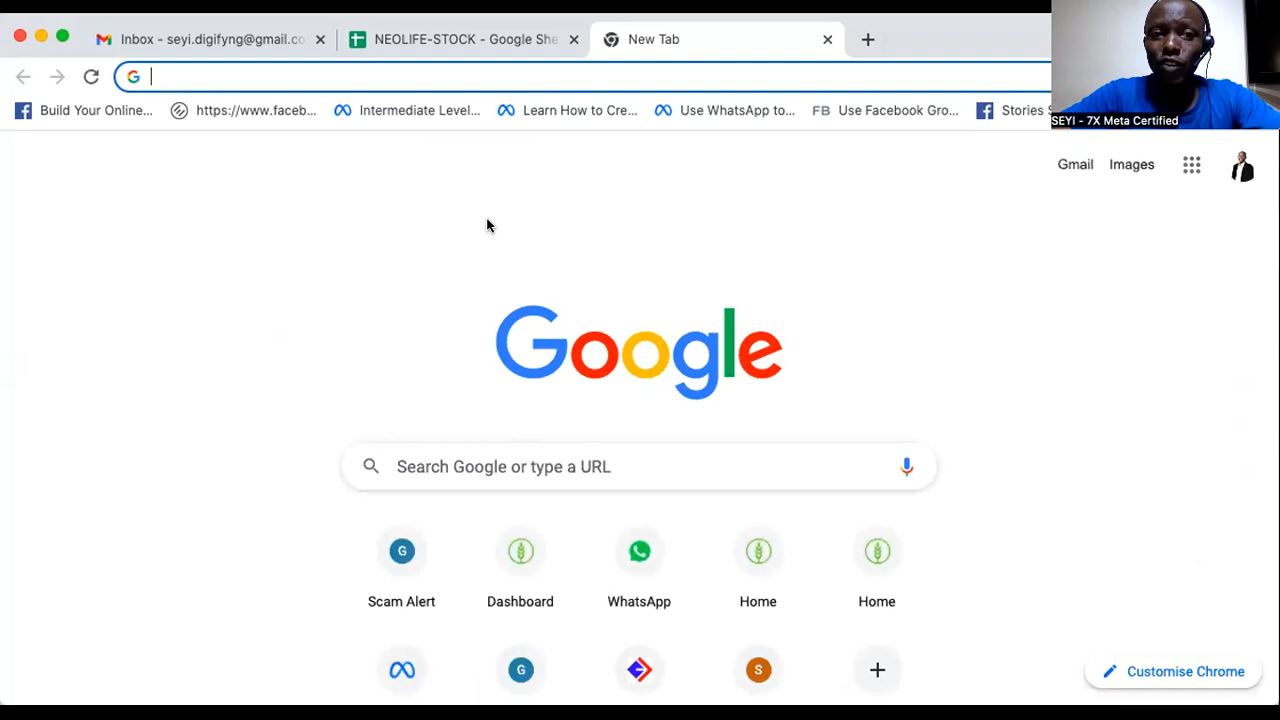 Inbox - seyi.digifyng@gmail.co
NEOLIFE-STOCK - Google She
New Tab
Build Your Online...
https://www.faceb...
Intermediate Level...
Learn How to Cre...
Use WhatsApp to...
FB Use Facebook Gro...
Stories S
SEYI - 7X Meta Certified
Gmail
Images
Google
Search Google or type a URL
G
Scam Alert
Dashboard
WhatsApp
Home
Home
G
S
Customise Chrome